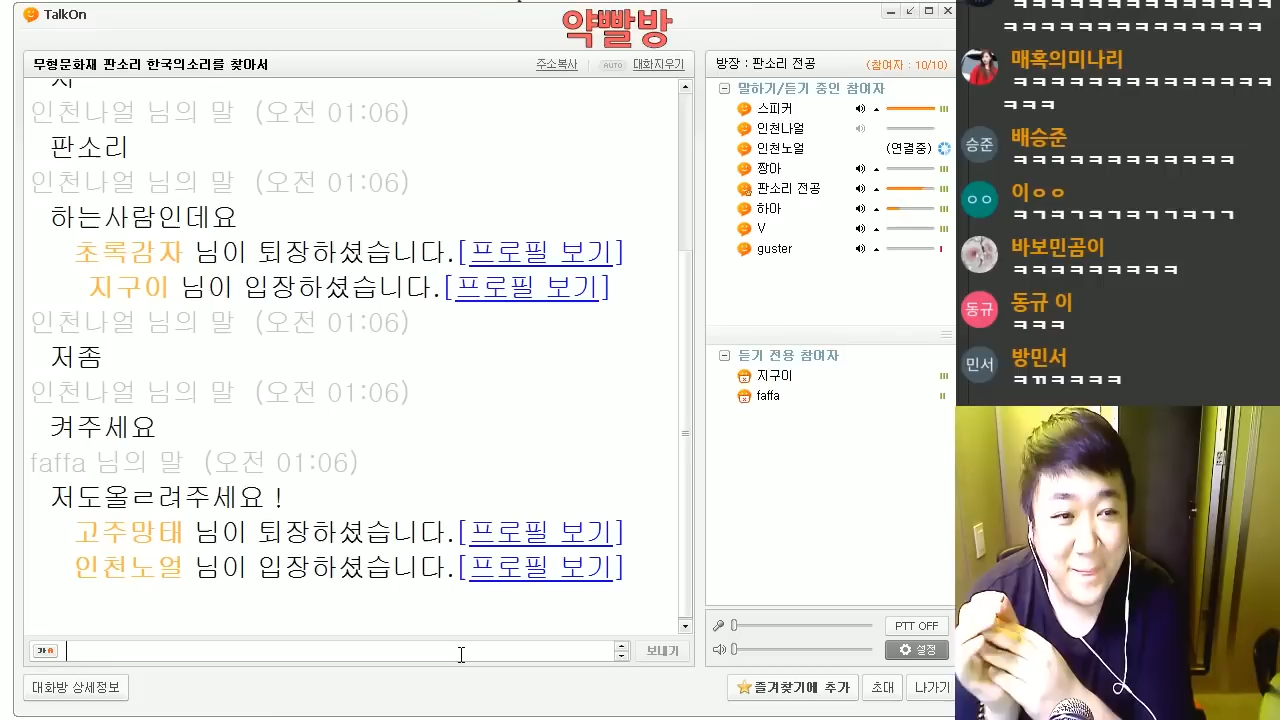 TalkOn
약빨방
무형문화재 판소리 한국의소리를 찾아서
주소복사
AUTO
대화지우기
인천나얼 님의 말 (오전 01:06)
판소리
인천나얼 님의 말 (오전 01:06)
하는사람인데요
초록감자 님이 퇴장하셨습니다.[프로필 보기]
지구이 님이 입장하셨습니다.[프로필 보기]
인천나얼 님의 말 (오전 01:06)
저좀
인천나얼 님의 말 (오전 01:06)
켜주세요
faffa 님의 말 (오전 01:06)
저도올ㄹ려주세요 !
고주망태 님이 퇴장하셨습니다.[프로필 보기]
인천노얼 님이 입장하셨습니다.[프로필 보기]
가A
보내기
대화방 상세정보
방장 : 판소리 전공
(참여자 : 10/10)
말하기/듣기 중인 참여자
스피커
인천나얼
인천노얼 (연결중)
짱아
판소리 전공
하마
V
guster
듣기 전용 참여자
지구이
faffa
PTT OFF
설정
즐겨찾기에 추가
초대
나가기
매혹의미나리
ㅋㅋㅋㅋㅋㅋㅋㅋㅋㅋㅋㅋㅋㅋㅋ
ㅋㅋㅋ
승준
배승준
ㅋㅋㅋㅋㅋㅋㅋㅋㅋㅋㅋㅋ
ㅇㅇ
이ㅇㅇ
ㅋㄱㅋㄱㅋㄱㅋㄱㄱㅋㄱㄱ
바보민곰이
ㅋㅋㅋㅋㅋㅋㅋㅋㅋ
동규
동규 이
ㅋㅋㅋ
민서
방민서
ㅋㄲㅋㅋㅋㅋ